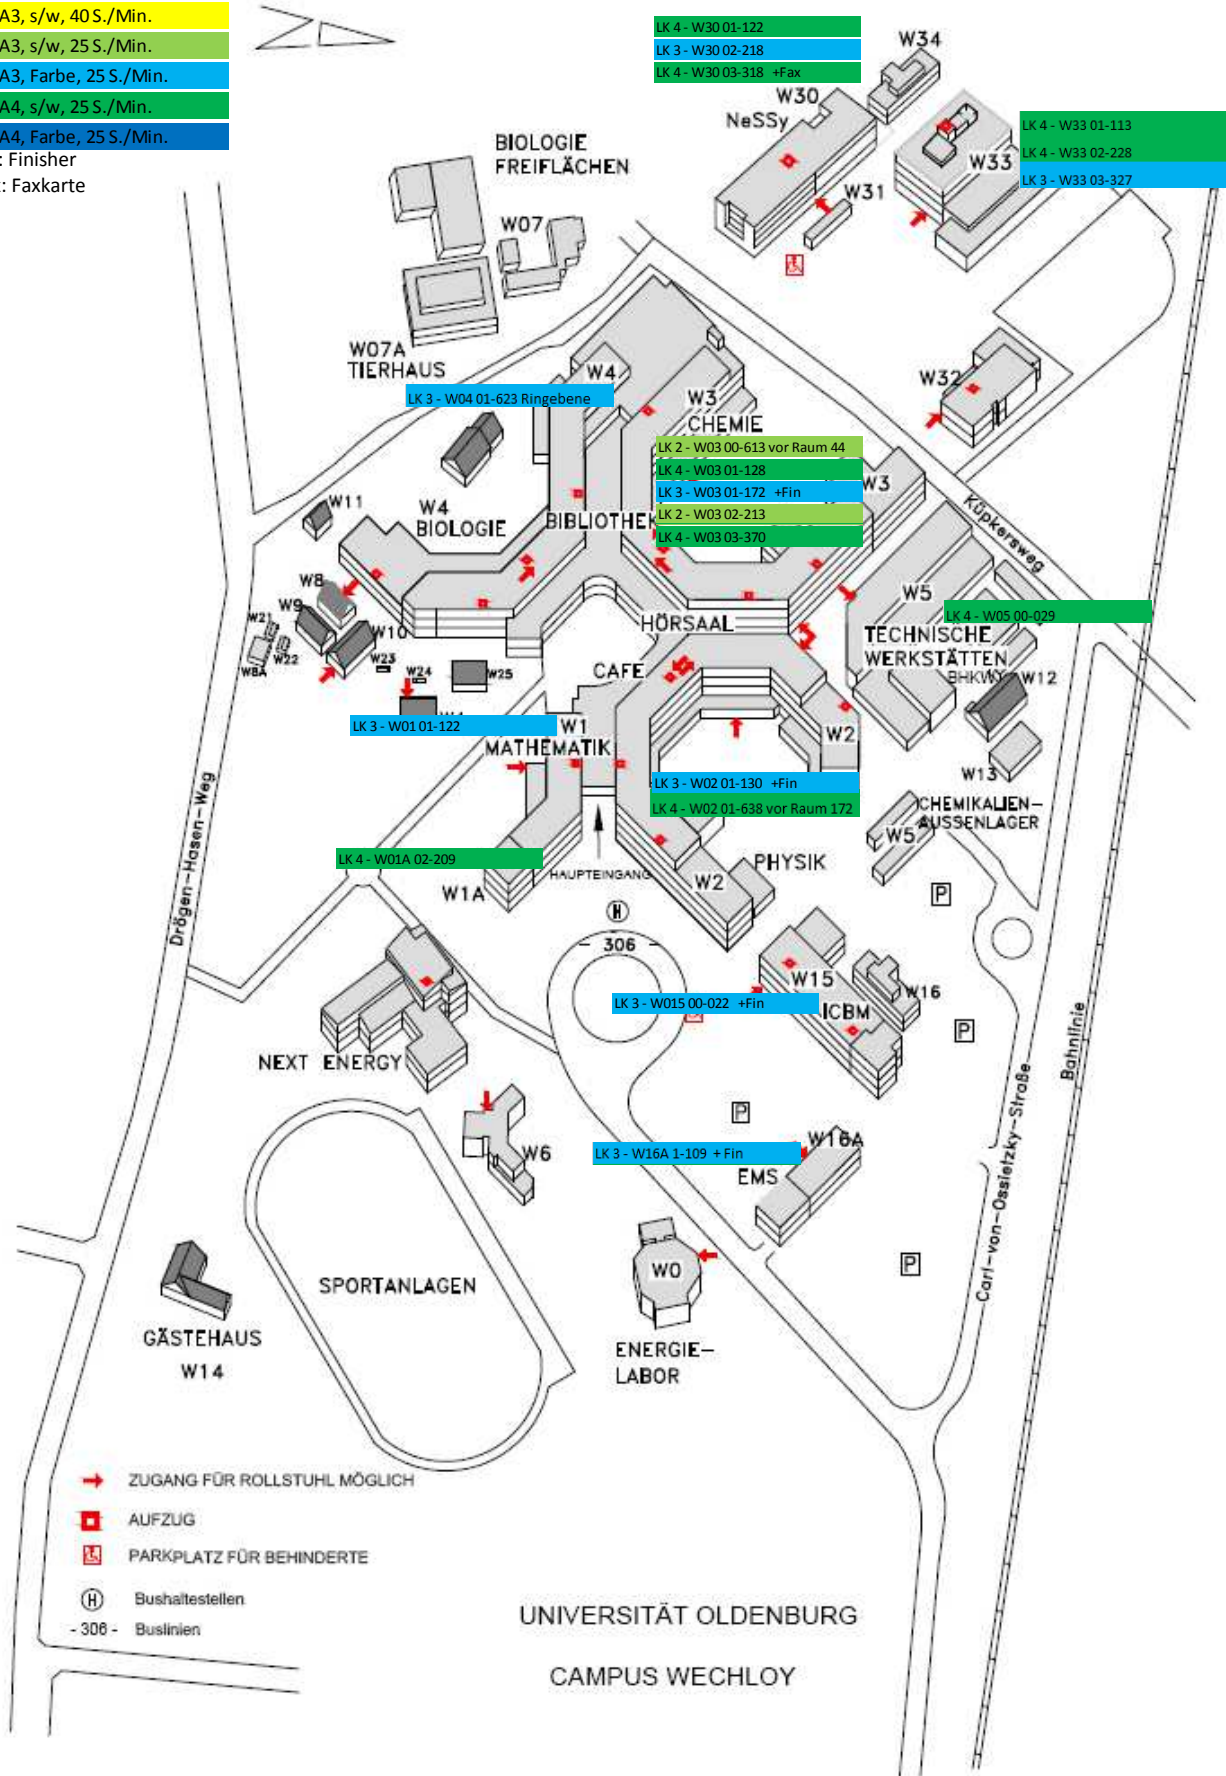 A3, s/w, 40 S./Min.
A3, s/w, 25 S./Min.
A3, Farbe, 25 S./Min.
A4, s/w, 25 S./Min.
A4, Farbe, 25 S./Min.
: Finisher
: Faxkarte
LK 4 - W30 01-122
LK 3 - W30 02-218
LK 4 - W30 03-318 +Fax
W34
W30
NeSSy
LK 4 - W33 01-113
LK 4 - W33 02-228
LK 3 - W33 03-327
W33
W31
BIOLOGIE
FREIFLÄCHEN
W07
W07A
TIERHAUS
W4
LK 3 - W04 01-623 Ringebene
W3
CHEMIE
W32
LK 2 - W03 00-613 vor Raum 44
LK 4 - W03 01-128
LK 3 - W03 01-172 +Fin
LK 2 - W03 02-213
LK 4 - W03 03-370
W3
W11
W4
BIOLOGIE
BIBLIOTHEK
Küpkersweg
W8
W9
W10
W21
W22
W8A
W23
W24
W25
W5
LK 4 - W05 00-029
HÖRSAAL
TECHNISCHE
WERKSTÄTTEN
BHKW
W12
CAFE
LK 3 - W01 01-122
W1
MATHEMATIK
W2
W13
LK 3 - W02 01-130 +Fin
LK 4 - W02 01-638 vor Raum 172
CHEMIKALIEN-
AUSSENLAGER
W5
LK 4 - W01A 02-209
W1A
HAUPTEINGANG
W2
PHYSIK
P
Drögen-Hasen-Weg
H
- 306 -
W15
ICBM
W16
LK 3 - W015 00-022 +Fin
P
Bahnlinie
NEXT ENERGY
P
W6
LK 3 - W16A 1-109 + Fin
W16A
EMS
Carl-von-Ossietzky-Straße
P
W0
SPORTANLAGEN
GÄSTEHAUS
W14
ENERGIE-
LABOR
ZUGANG FÜR ROLLSTUHL MÖGLICH
AUFZUG
PARKPLATZ FÜR BEHINDERTE
H Bushaltestellen
- 306 - Buslinien
UNIVERSITÄT OLDENBURG
CAMPUS WECHLOY